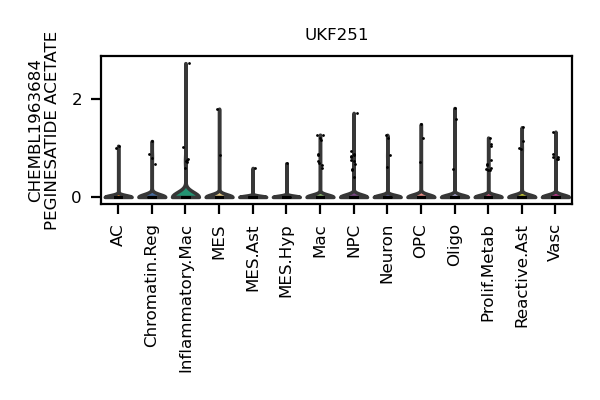 UKF251
CHEMBL1963684
PEGINESATIDE ACETATE
2
0
AC
Chromatin.Reg
Inflammatory.Mac
MES
MES.Ast
MES.Hyp
Mac
NPC
Neuron
OPC
Oligo
Prolif.Metab
Reactive.Ast
Vasc